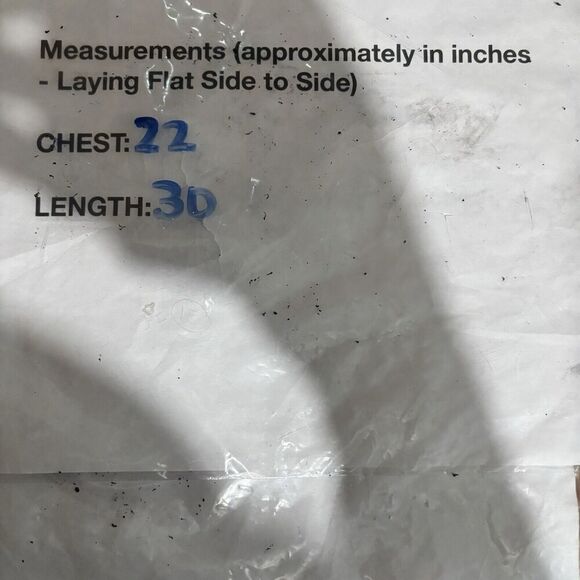 Measurements (approximately in inches
- Laying Flat Side to Side)
CHEST: 22
LENGTH: 30